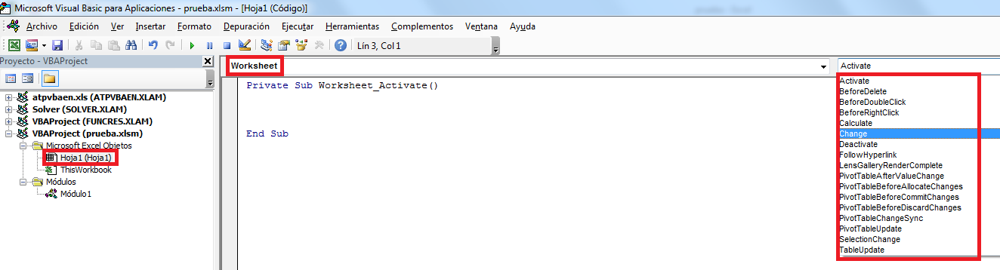 Microsoft Visual Basic para Aplicaciones - prueba.xlsm - [Hoja1 (Código)]
Archivo Edición Ver Insertar Formato Depuración Ejecutar Herramientas Complementos Ventana Ayuda
Lín 3, Col 1
Proyecto - VBAProject
atpvbaen.xls (ATPVBAEN.XLAM)
Solver (SOLVER.XLAM)
VBAProject (FUNCRES.XLAM)
VBAProject (prueba.xlsm)
Microsoft Excel Objetos
Hoja1 (Hoja1)
ThisWorkbook
Módulos
Módulo1
Worksheet
Private Sub Worksheet_Activate()
End Sub
Activate
Activate
BeforeDelete
BeforeDoubleClick
BeforeRightClick
Calculate
Change
Deactivate
FollowHyperlink
LensGalleryRenderComplete
PivotTableAfterValueChange
PivotTableBeforeAllocateChanges
PivotTableBeforeCommitChanges
PivotTableBeforeDiscardChanges
PivotTableChangeSync
PivotTableUpdate
SelectionChange
TableUpdate